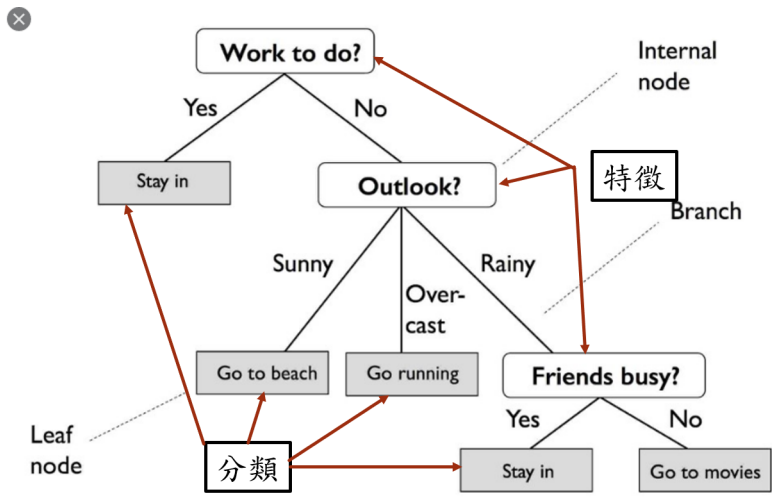 Work to do?
Internal
node
Yes
No
Stay in
Outlook?
特徵
Branch
Sunny
Over-
cast
Rainy
Go to beach
Go running
Friends busy?
Yes
No
Leaf
node
分類
Stay in
Go to movies